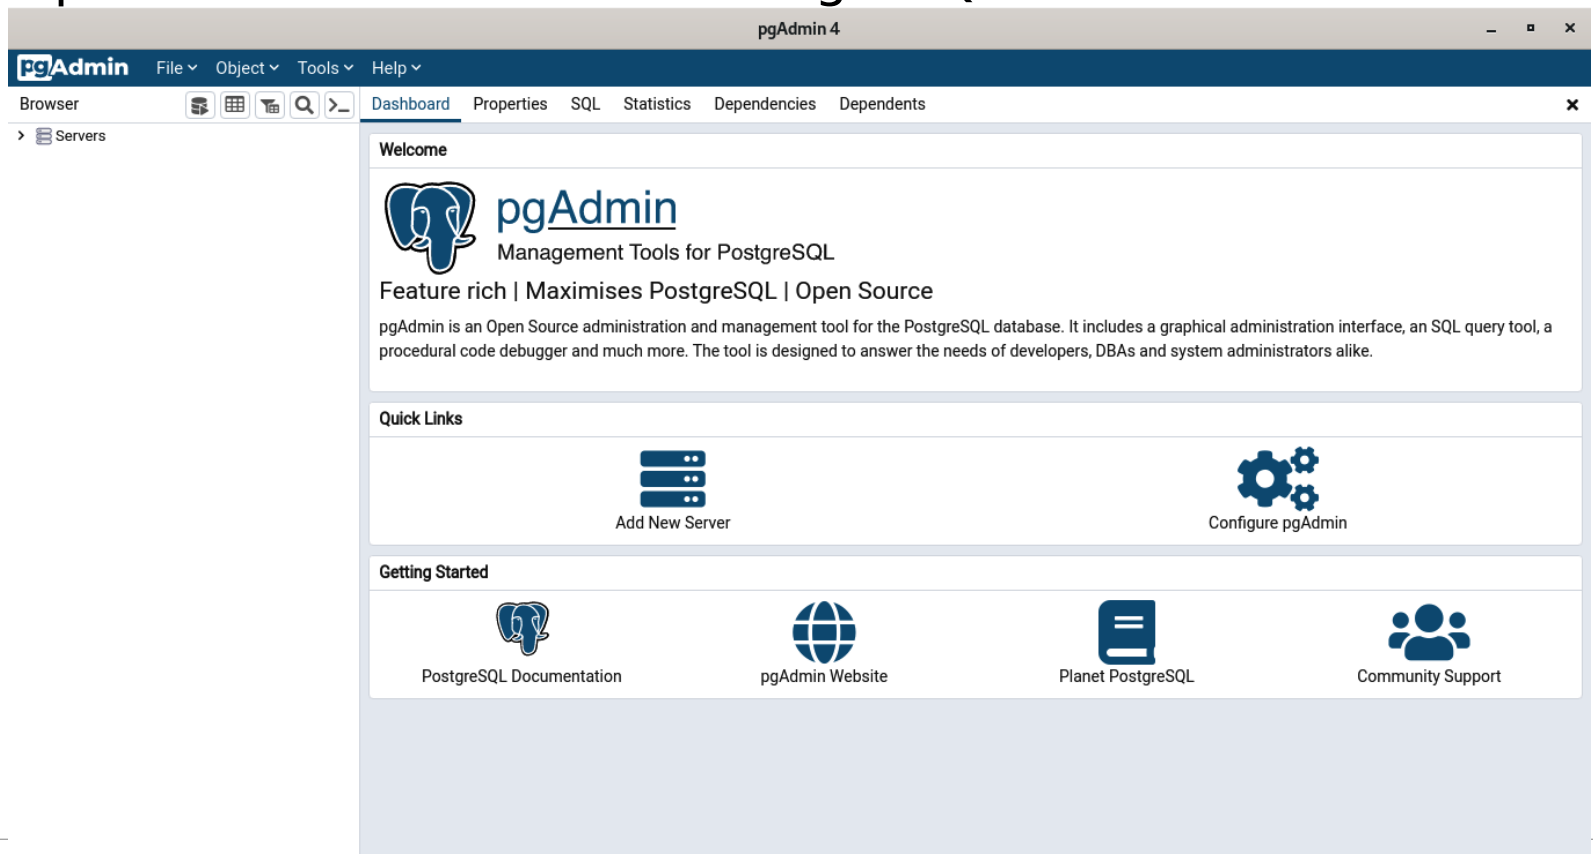 pgAdmin 4
pgAdmin File Object Tools Help
Browser
Dashboard Properties SQL Statistics Dependencies Dependents
Servers
Welcome
pgAdmin
Management Tools for PostgreSQL
Feature rich | Maximises PostgreSQL | Open Source
pgAdmin is an Open Source administration and management tool for the PostgreSQL database. It includes a graphical administration interface, an SQL query tool, a
procedural code debugger and much more. The tool is designed to answer the needs of developers, DBAs and system administrators alike.
Quick Links
Add New Server
Configure pgAdmin
Getting Started
PostgreSQL Documentation
pgAdmin Website
Planet PostgreSQL
Community Support